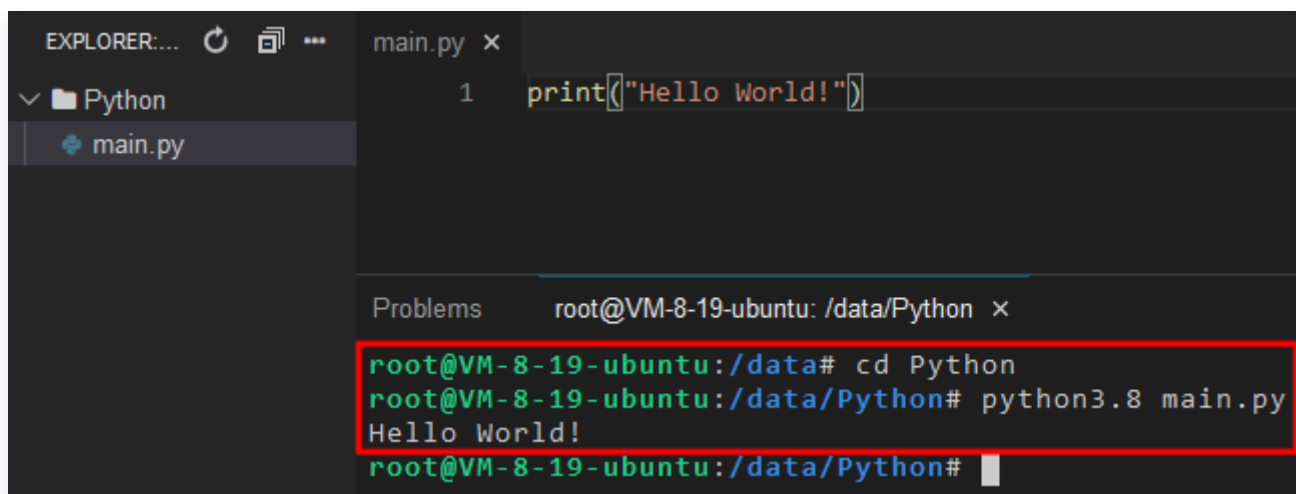 EXPLORER:...
Python
main.py
main.py ×
1 print("Hello World!")
Problems root@VM-8-19-ubuntu: /data/Python ×
root@VM-8-19-ubuntu:/data# cd Python
root@VM-8-19-ubuntu:/data/Python# python3.8 main.py
Hello World!
root@VM-8-19-ubuntu:/data/Python#